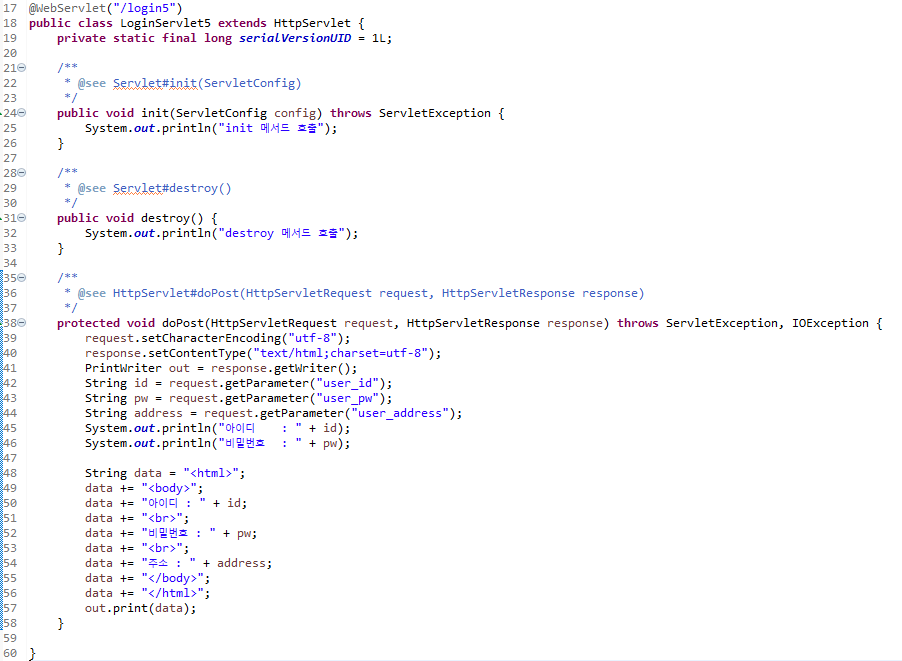 17 @WebServlet("/login5")
18 public class LoginServlet5 extends HttpServlet {
19     private static final long serialVersionUID = 1L;
20
21     /**
22      * @see Servlet#init(ServletConfig)
23      */
24     public void init(ServletConfig config) throws ServletException {
25         System.out.println("init 메서드 호출");
26     }
27
28     /**
29      * @see Servlet#destroy()
30      */
31     public void destroy() {
32         System.out.println("destroy 메서드 호출");
33     }
34
35     /**
36      * @see HttpServlet#doPost(HttpServletRequest request, HttpServletResponse response)
37      */
38     protected void doPost(HttpServletRequest request, HttpServletResponse response) throws ServletException, IOException {
39         request.setCharacterEncoding("utf-8");
40         response.setContentType("text/html;charset=utf-8");
41         PrintWriter out = response.getWriter();
42         String id = request.getParameter("user_id");
43         String pw = request.getParameter("user_pw");
44         String address = request.getParameter("user_address");
45         System.out.println("아이디   : " + id);
46         System.out.println("비밀번호  : " + pw);
47
48         String data = "<html>";
49         data += "<body>";
50         data += "아이디 : " + id;
51         data += "<br>";
52         data += "비밀번호 : " + pw;
53         data += "<br>";
54         data += "주소 : " + address;
55         data += "</body>";
56         data += "</html>";
57         out.print(data);
58     }
59
60 }